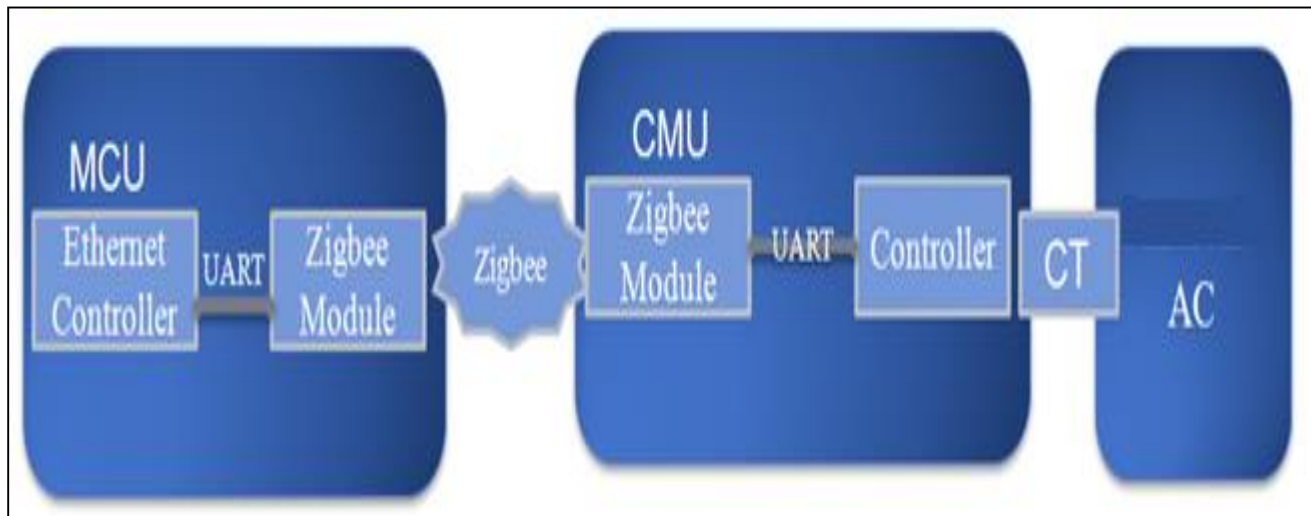 MCU
Ethernet
Controller
UART
Zigbee
Module
Zigbee
CMU
Zigbee
Module
UART
Controller
CT
AC